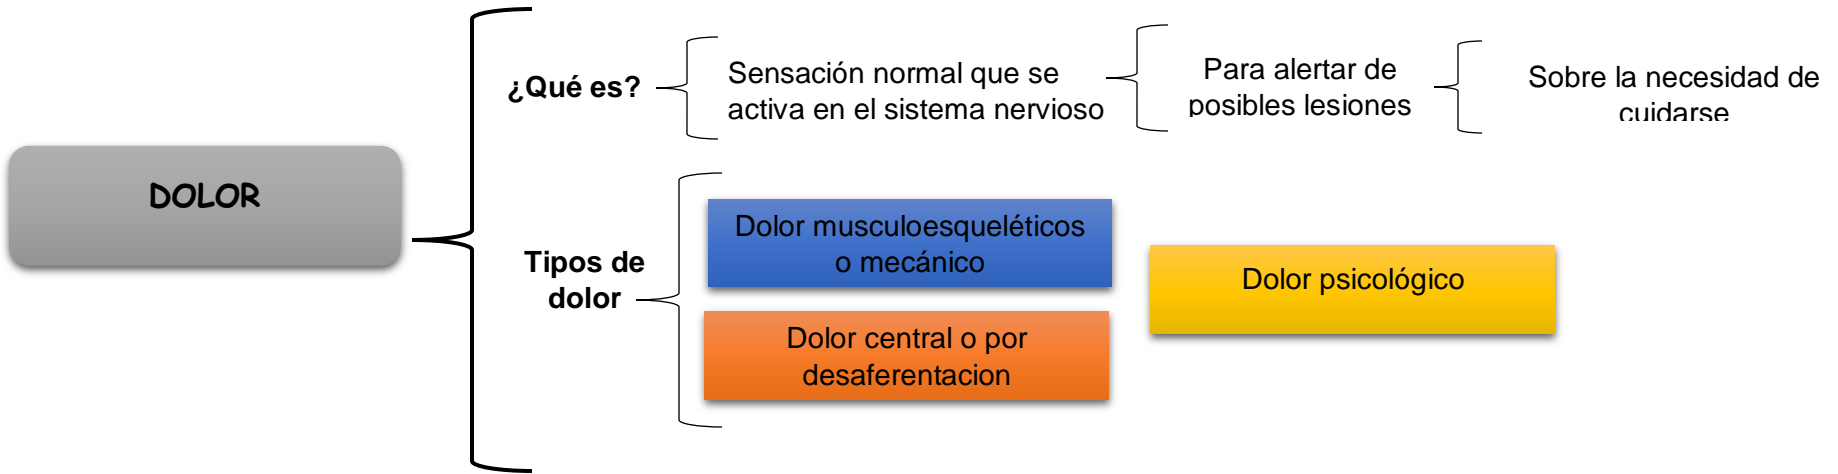 DOLOR
¿Qué es?
Sensación normal que se
activa en el sistema nervioso
Para alertar de
posibles lesiones
Sobre la necesidad de
cuidarse
Tipos de
dolor
Dolor musculoesqueléticos
o mecánico
Dolor central o por
desaferentacion
Dolor psicológico